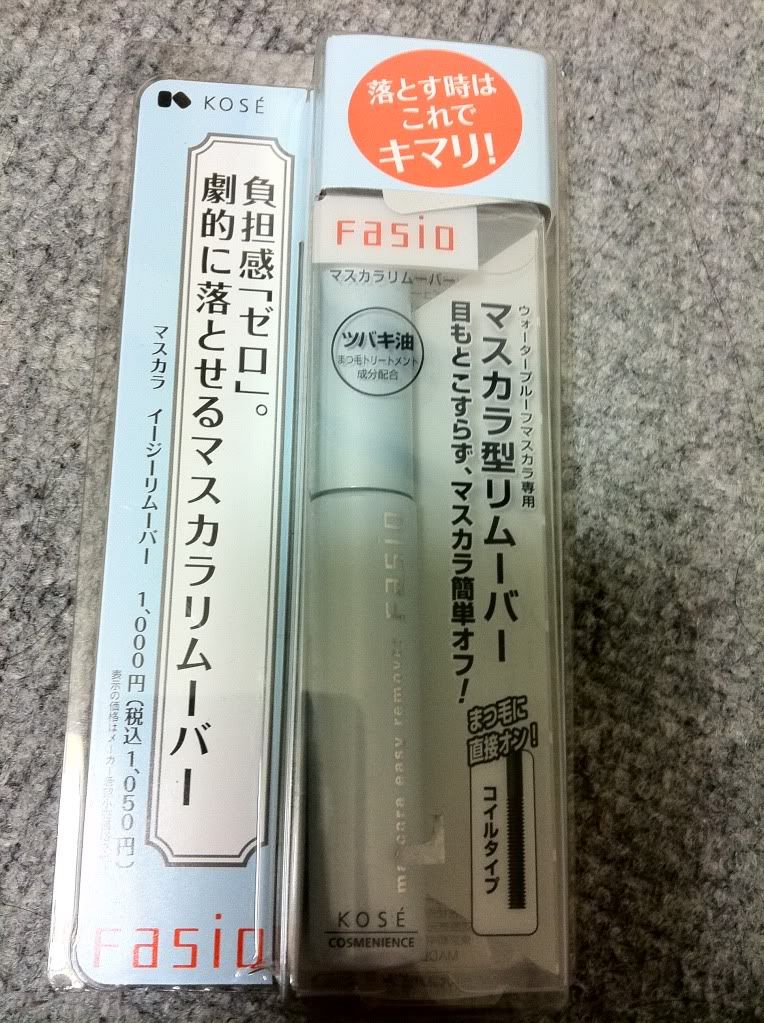 KOSÉ
負担感「ゼロ」。
劇的に落とせるマスカラリムーバー
マスカラ イージーリムーバー 1,000円(税込1,050円)
Fasio
落とす時は
これで
キマリ!
Fasio
マスカラリムーバー
ツバキ油
まつ毛トリートメント
成分配合
ウォータープルーフマスカラ専用
マスカラ型リムーバー
目もとこすらず、マスカラ簡単オフ!
まつ毛に
直接オン!
コイルタイプ
Fasio
mascara easy remover
KOSÉ
COSMENIENCE